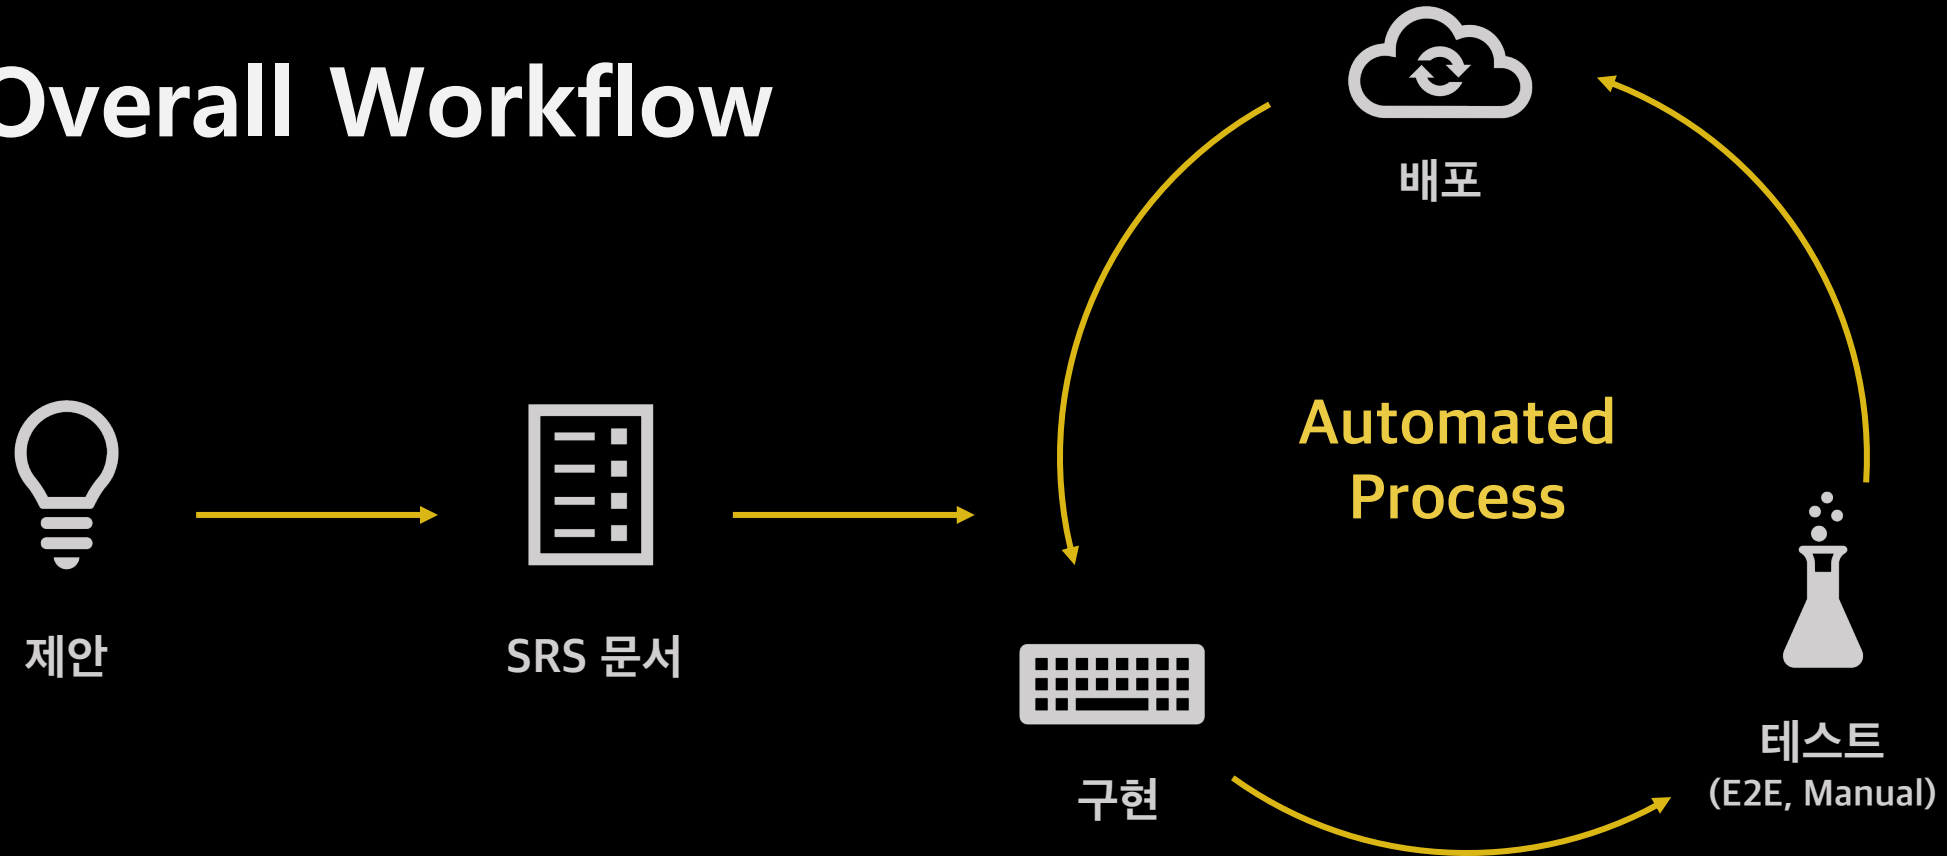 Overall Workflow
배포
Automated
Process
제안
SRS 문서
구현
테스트
(E2E, Manual)